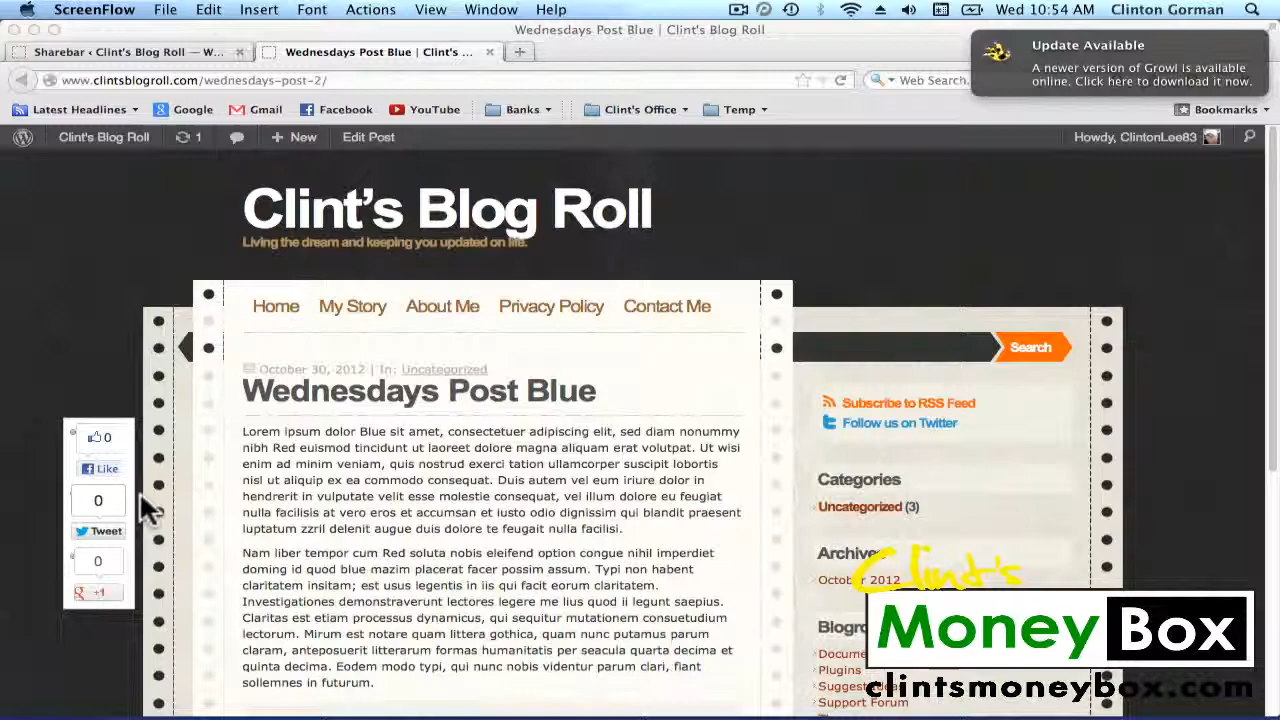 ScreenFlow File Edit Insert Font Actions View Window Help Wed 10:54 AM Clinton Gorman
Wednesdays Post Blue | Clint's Blog Roll
Sharebar ‹ Clint's Blog Roll — W... Wednesdays Post Blue | Clint's ...
Update Available
A newer version of Growl is available
online. Click here to download it now.
www.clintsblogroll.com/wednesdays-post-2/ Web Search.
Latest Headlines Google Gmail Facebook YouTube Banks Clint's Office Temp Bookmarks
Clint's Blog Roll 1 + New Edit Post Howdy, ClintonLee83
Clint's Blog Roll
Living the dream and keeping you updated on life.
Home My Story About Me Privacy Policy Contact Me
Search
October 30, 2012 | In: Uncategorized
Wednesdays Post Blue
Lorem ipsum dolor Blue sit amet, consectetuer adipiscing elit, sed diam nonummy
nibh Red euismod tincidunt ut laoreet dolore magna aliquam erat volutpat. Ut wisi
enim ad minim veniam, quis nostrud exerci tation ullamcorper suscipit lobortis
nisl ut aliquip ex ea commodo consequat. Duis autem vel eum iriure dolor in
hendrerit in vulputate velit esse molestie consequat, vel illum dolore eu feugiat
nulla facilisis at vero eros et accumsan et iusto odio dignissim qui blandit praesent
luptatum zzril delenit augue duis dolore te feugait nulla facilisi.
Nam liber tempor cum Red soluta nobis eleifend option congue nihil imperdiet
doming id quod blue mazim placerat facer possim assum. Typi non habent
claritatem insitam; est usus legentis in iis qui facit eorum claritatem.
Investigationes demonstraverunt lectores legere me lius quod ii legunt saepius.
Claritas est etiam processus dynamicus, qui sequitur mutationem consuetudium
lectorum. Mirum est notare quam littera gothica, quam nunc putamus parum
claram, anteposuerit litterarum formas humanitatis per seacula quarta decima et
quinta decima. Eodem modo typi, qui nunc nobis videntur parum clari, fiant
sollemnes in futurum.
0
Like
0
Tweet
0
+1
Subscribe to RSS Feed
Follow us on Twitter
Categories
Uncategorized (3)
Archives
October 2012
Blogro
Docume
Plugins
Suggest Ideas
Support Forum
Clint's
Money Box
clintsmoneybox.com